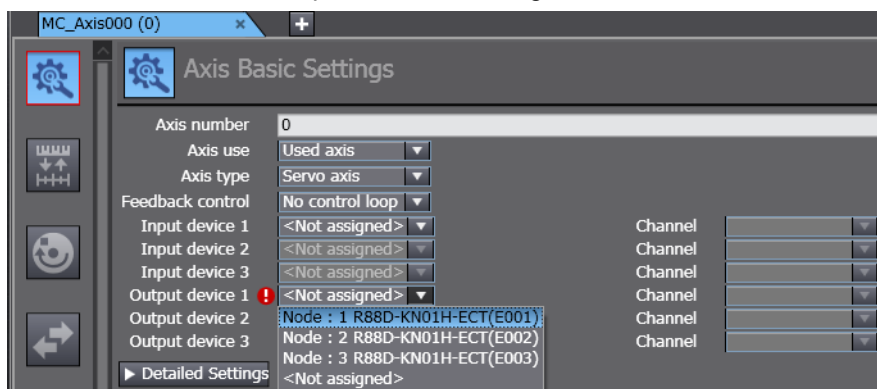 MC_Axis000 (0) × +
Axis Basic Settings
Axis number 0
Axis use Used axis
Axis type Servo axis
Feedback control No control loop
Input device 1 <Not assigned> Channel
Input device 2 <Not assigned> Channel
Input device 3 <Not assigned> Channel
Output device 1 ! <Not assigned> Channel
Output device 2 Node : 1 R88D-KN01H-ECT(E001) Channel
Output device 3 Node : 2 R88D-KN01H-ECT(E002) Channel
Node : 3 R88D-KN01H-ECT(E003)
▶ Detailed Settings <Not assigned>